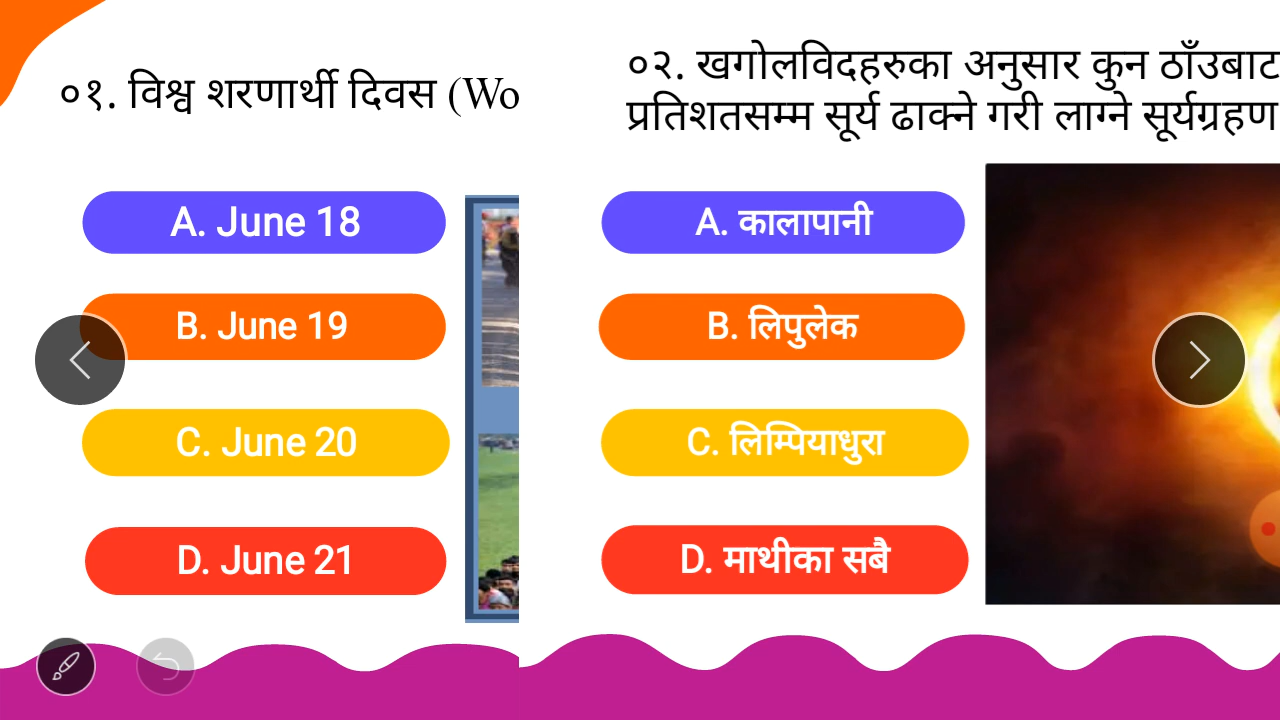 ०१. विश्व शरणार्थी दिवस (Wo
A. June 18
B. June 19
C. June 20
D. June 21
०२. खगोलविदहरुका अनुसार कुन ठाँउबाट
प्रतिशतसम्म सूर्य ढाक्ने गरी लाग्ने सूर्यग्रहण
A. कालापानी
B. लिपुलेक
C. लिम्पियाधुरा
D. माथीका सबै